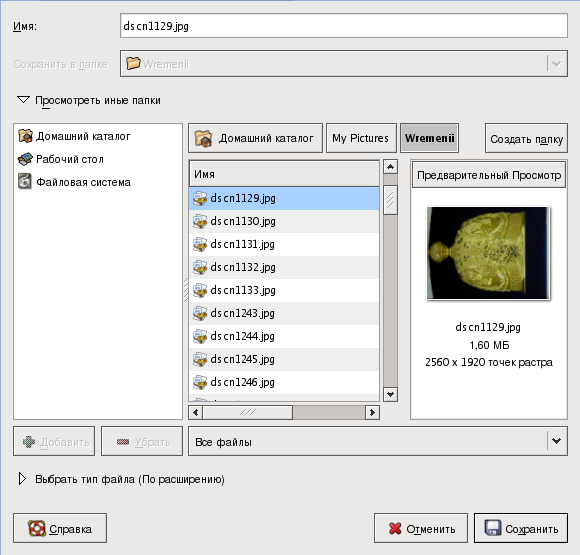 Имя:
dscn1129.jpg
Сохранить в папке
Wremenii
Просмотреть иные папки
Домашний каталог
Рабочий стол
Файловая система
Домашний каталог
My Pictures
Wremenii
Создать папку
Имя
dscn1129.jpg
dscn1130.jpg
dscn1131.jpg
dscn1132.jpg
dscn1133.jpg
dscn1243.jpg
dscn1244.jpg
dscn1245.jpg
dscn1246.jpg
Предварительный Просмотр
dscn1129.jpg
1,60 МБ
2560 x 1920 точек растра
Добавить
Убрать
Все файлы
Выбрать тип файла (По расширению)
Справка
Отменить
Сохранить